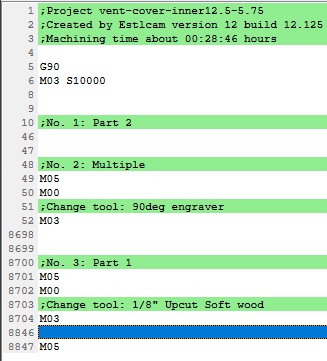 1 ;Project vent-cover-inner12.5-5.75
2 ;Created by Estlcam version 12 build 12.125
3 ;Machining time about 00:28:46 hours
4
5 G90
6 M03 S10000
8
9
10 ;No. 1: Part 2
46
47
48 ;No. 2: Multiple
49 M05
50 M00
51 ;Change tool: 90deg engraver
52 M03
8698
8699
8700 ;No. 3: Part 1
8701 M05
8702 M00
8703 ;Change tool: 1/8" Upcut Soft wood
8704 M03
8846
8847 M05